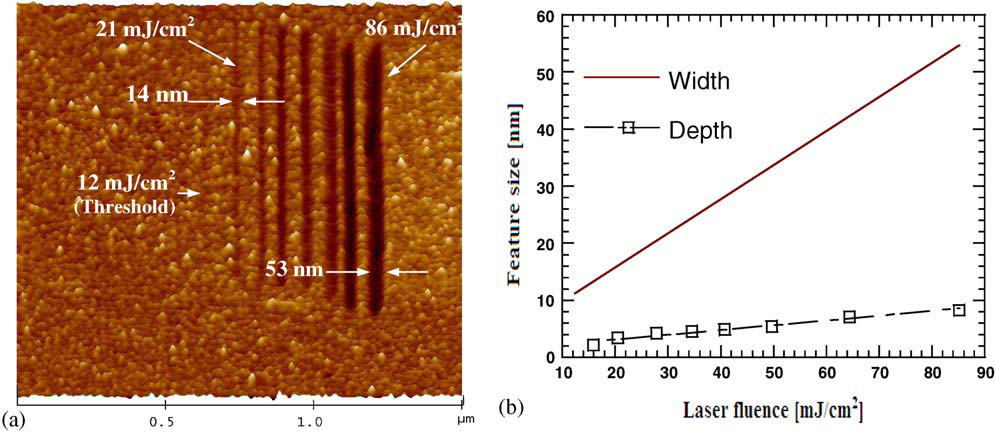 21 mJ/cm²
86 mJ/cm²
14 nm
12 mJ/cm²
(Threshold)
53 nm
0.5
1.0
µm
(a)
60
50
40
30
20
10
0
Feature size [nm]
Width
Depth
10
20
30
40
50
60
70
80
90
Laser fluence [mJ/cm²]
(b)